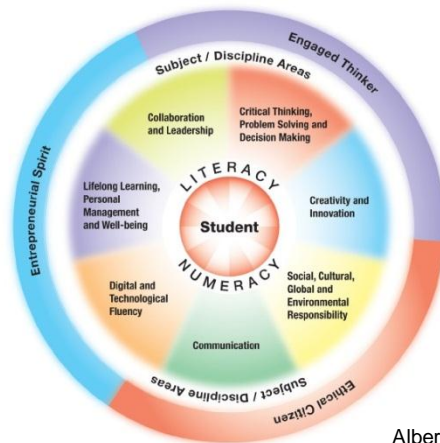 Engaged Thinker
Subject / Discipline Areas
Collaboration
and Leadership
Critical Thinking,
Problem Solving and
Decision Making
Entrepreneurial Spirit
Lifelong Learning,
Personal
Management
and Well-being
LITERACY
Student
NUMERACY
Creativity and
Innovation
Digital and
Technological
Fluency
Social, Cultural,
Global and
Environmental
Responsibility
Communication
Subject / Discipline Areas
Ethical Citizen
Alber